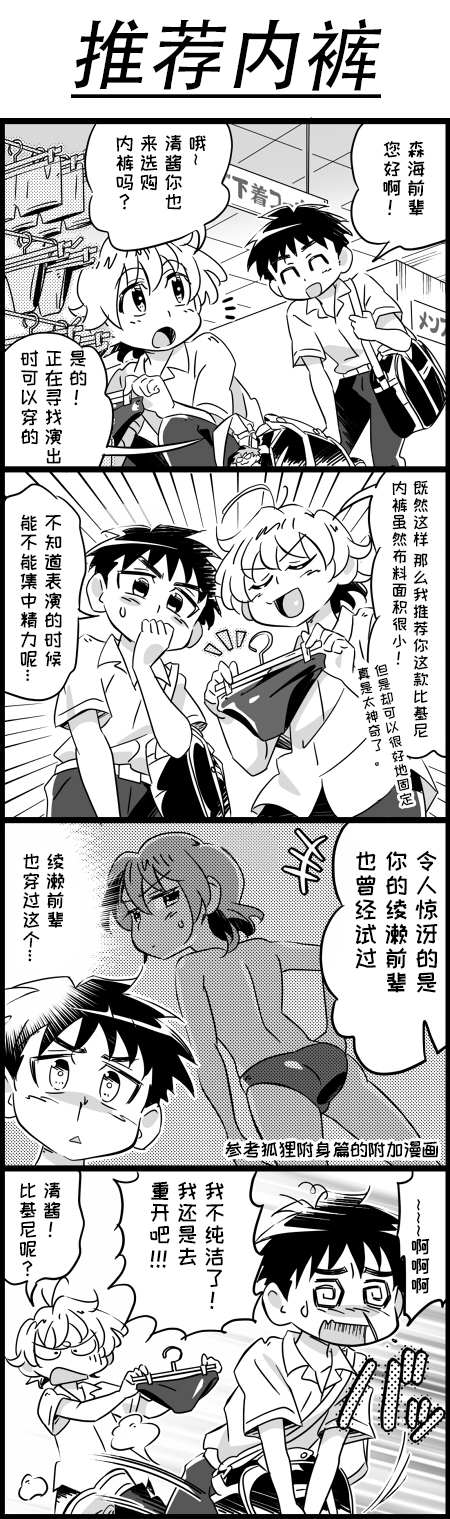 推荐内裤
森海前辈
您好啊！
哦~
清酱你也
来选购
内裤吗？
下着コー
メン
是的！
正在寻找演出
时可以穿的
既然这样 那么我推荐你这款比基尼
内裤虽然布料面积很小！
但是却可以很好地固定
真是太神奇了。
不知道表演的时候
能不能集中精力呢…
令人惊讶的是
你的绫濑前辈
也曾经试过
绫濑前辈
也穿过这个…
参考狐狸附身篇的附加漫画
~~~啊啊啊
我不纯洁了！
我还是去
重开吧!!!
清酱！
比基尼呢？
バッ